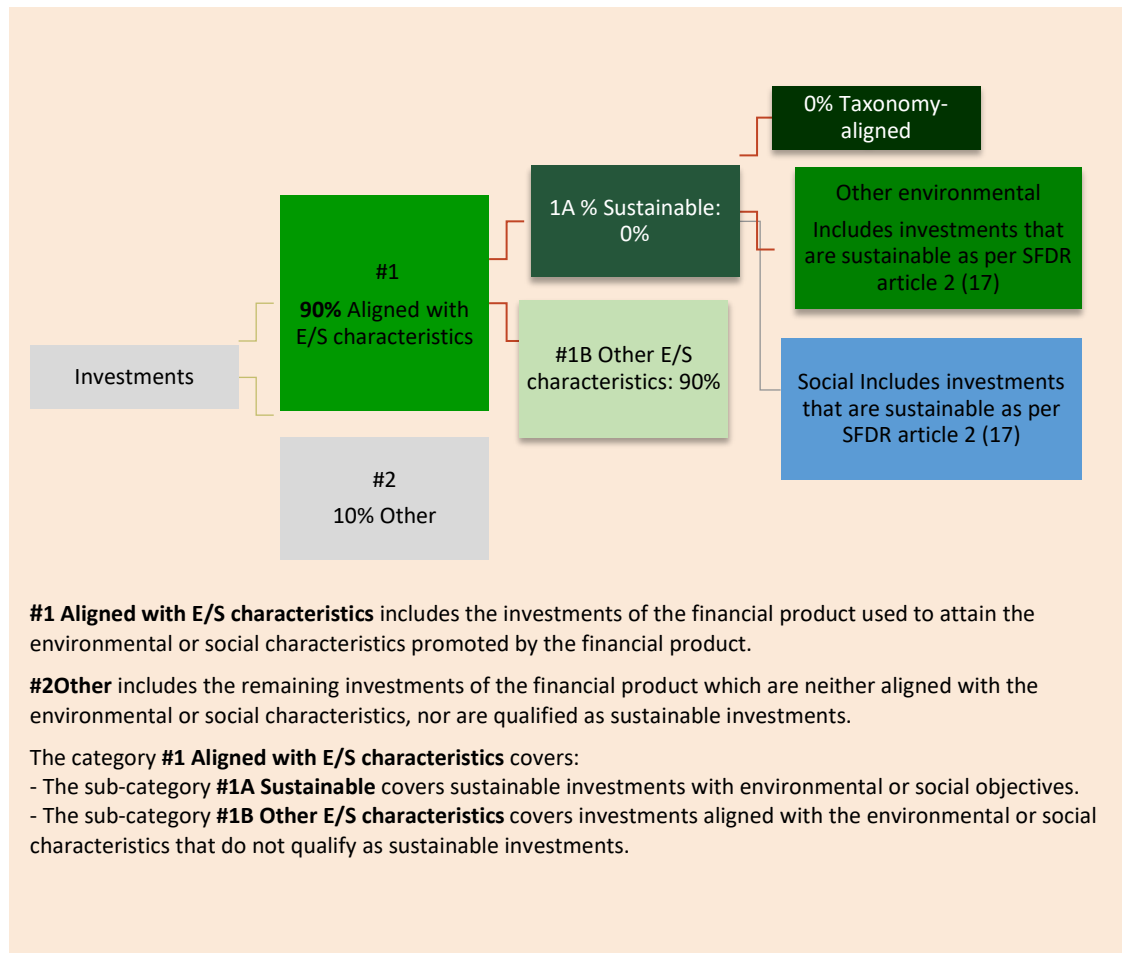 Investments
#1
90% Aligned with
E/S characteristics
#2
10% Other
1A % Sustainable:
0%
#1B Other E/S
characteristics: 90%
0% Taxonomy-
aligned
Other environmental
Includes investments that
are sustainable as per SFDR
article 2 (17)
Social Includes investments
that are sustainable as per
SFDR article 2 (17)
#1 Aligned with E/S characteristics includes the investments of the financial product used to attain the
environmental or social characteristics promoted by the financial product.
#2Other includes the remaining investments of the financial product which are neither aligned with the
environmental or social characteristics, nor are qualified as sustainable investments.
The category #1 Aligned with E/S characteristics covers:
- The sub-category #1A Sustainable covers sustainable investments with environmental or social objectives.
- The sub-category #1B Other E/S characteristics covers investments aligned with the environmental or social
characteristics that do not qualify as sustainable investments.